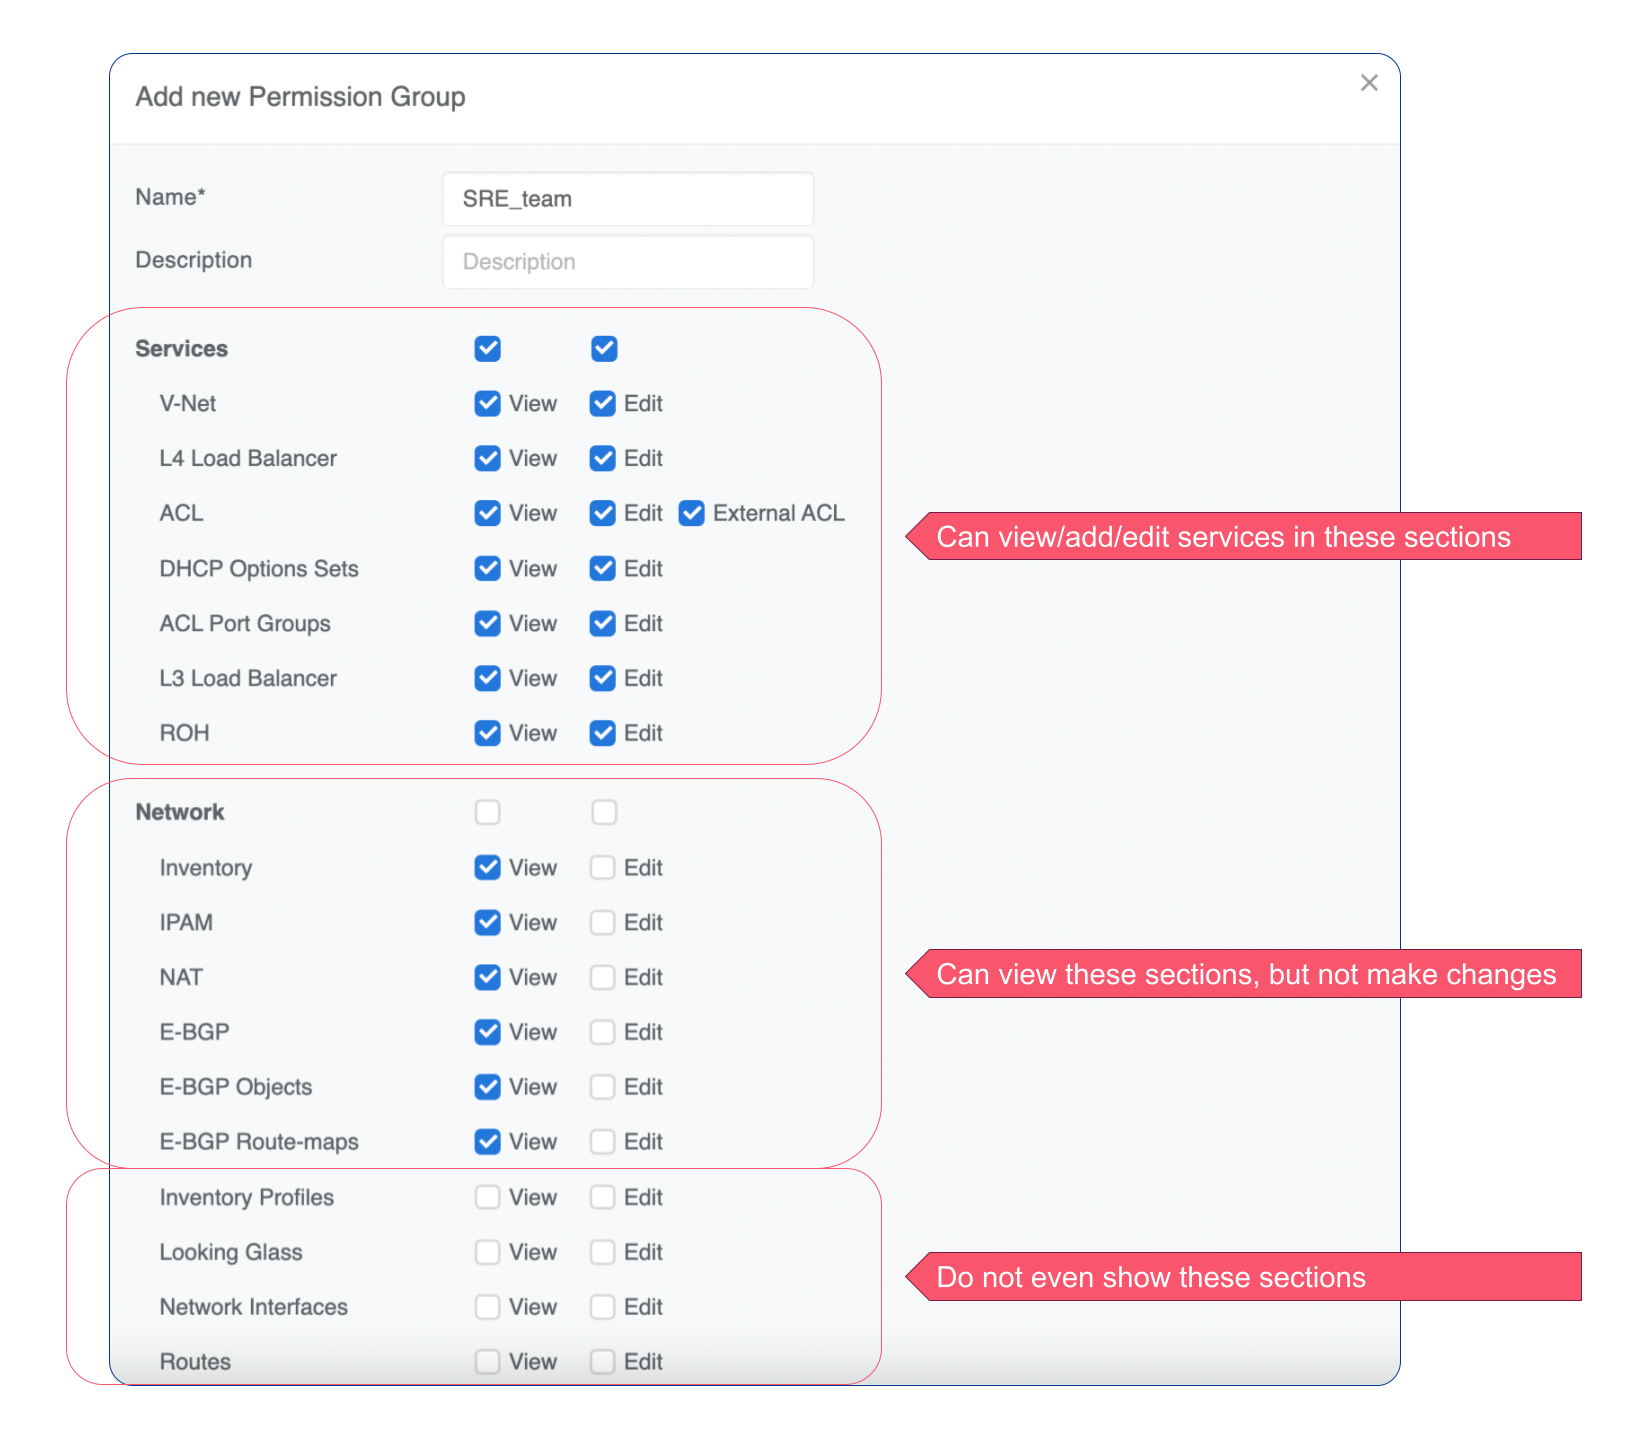 Add new Permission Group
Name*
SRE_team
Description
Description
Services
V-Net View Edit
L4 Load Balancer View Edit
ACL View Edit External ACL
Can view/add/edit services in these sections
DHCP Options Sets View Edit
ACL Port Groups View Edit
L3 Load Balancer View Edit
ROH View Edit
Network
Inventory View Edit
IPAM View Edit
NAT View Edit
Can view these sections, but not make changes
E-BGP View Edit
E-BGP Objects View Edit
E-BGP Route-maps View Edit
Inventory Profiles View Edit
Looking Glass View Edit
Do not even show these sections
Network Interfaces View Edit
Routes View Edit